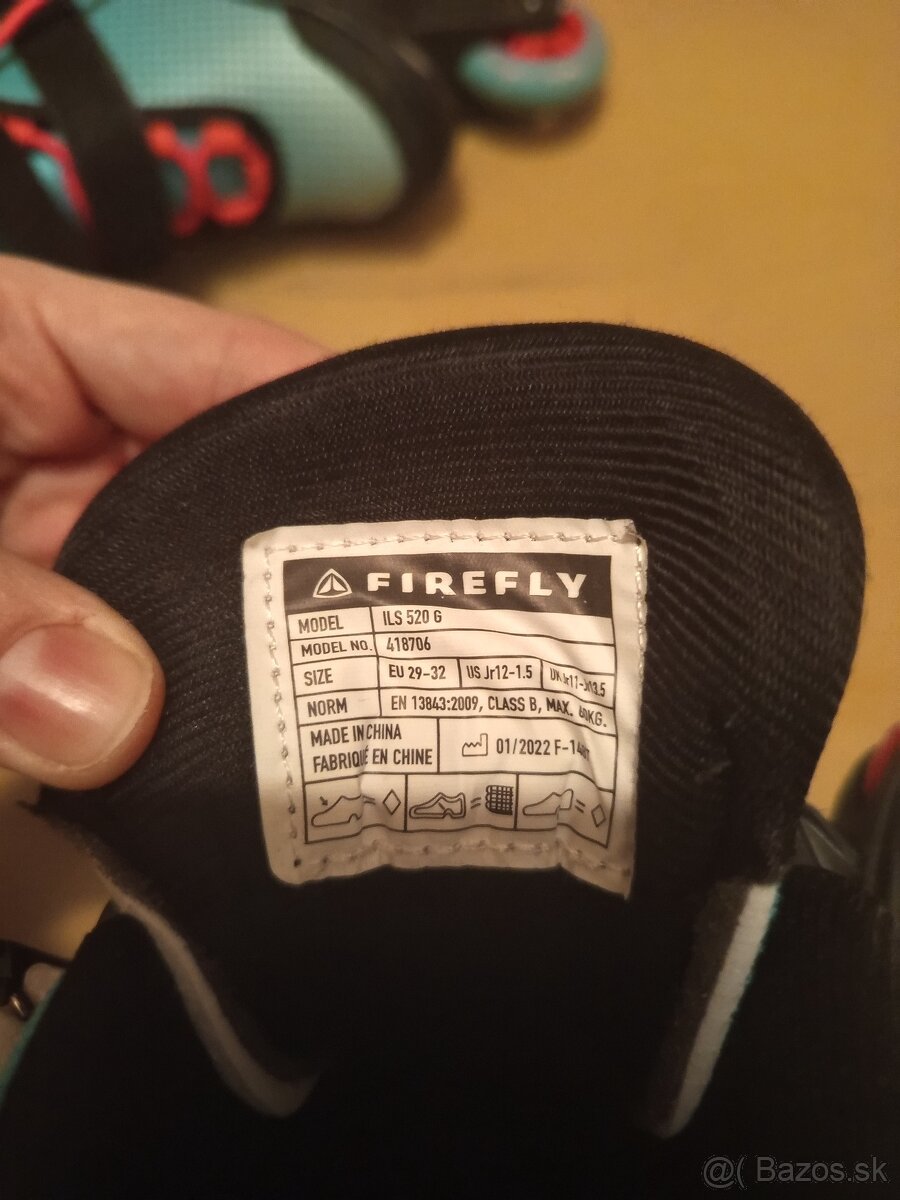 FIREFLY
MODEL ILS 520 G
MODEL NO. 418706
SIZE EU 29-32 US Jr12-1.5
NORM EN 13843:2009, CLASS B, MAX. 60KG.
MADE IN CHINA
FABRIQUÉ EN CHINE
01/2022
@( Bazos.sk